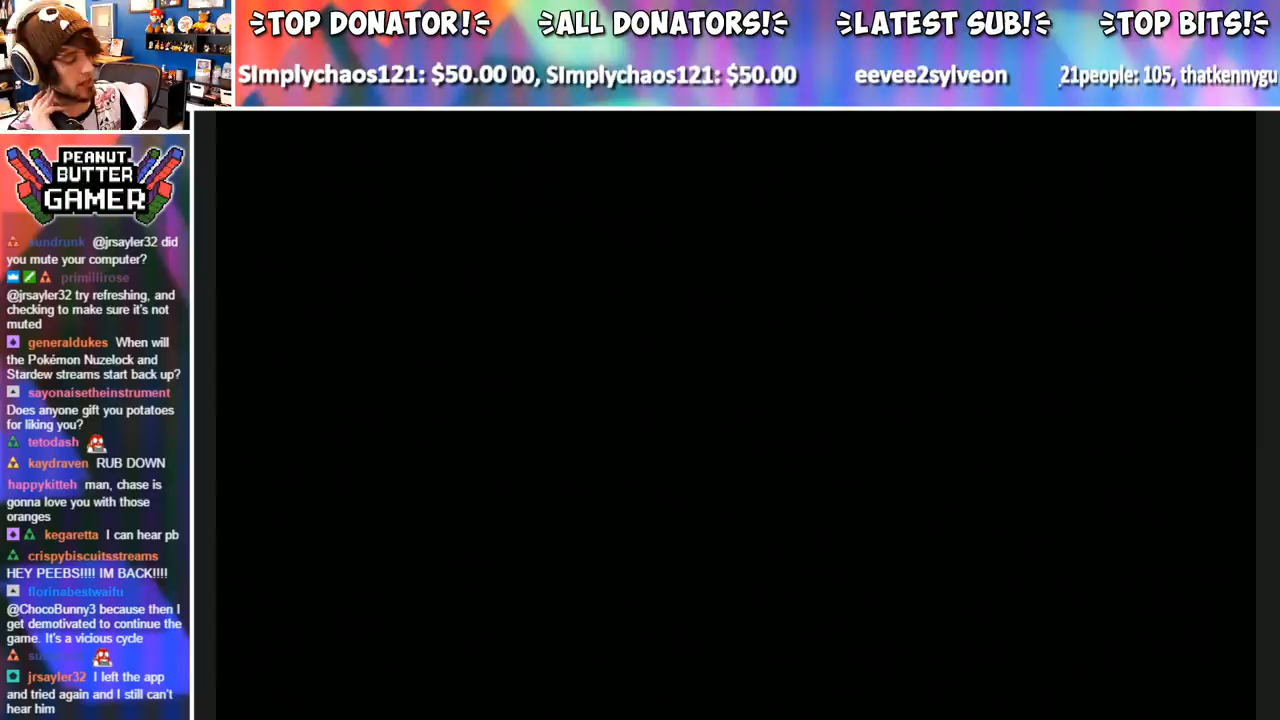 TOP DONATOR! ALL DONATORS! LATEST SUB! TOP BITS!
SImplychaos121: $50.00 00, SImplychaos121: $50.00 eevee2sylveon 21people: 105, thatkennygu
PEANUT
BUTTER
GAMER
sundrunk @jrsayler32 did
you mute your computer?
primillirose
@jrsayler32 try refreshing, and
checking to make sure it's not
muted
generaldukes When will
the Pokémon Nuzelock and
Stardew streams start back up?
sayonaisetheinstrument
Does anyone gift you potatoes
for liking you?
tetodash
kaydraven RUB DOWN
happykitteh man, chase is
gonna love you with those
oranges
kegaretta I can hear pb
crispybiscuitsstreams
HEY PEEBS!!!! IM BACK!!!!
florinabestwaifu
@ChocoBunny3 because then I
get demotivated to continue the
game. It's a vicious cycle
jrsayler32 I left the app
and tried again and I still can't
hear him